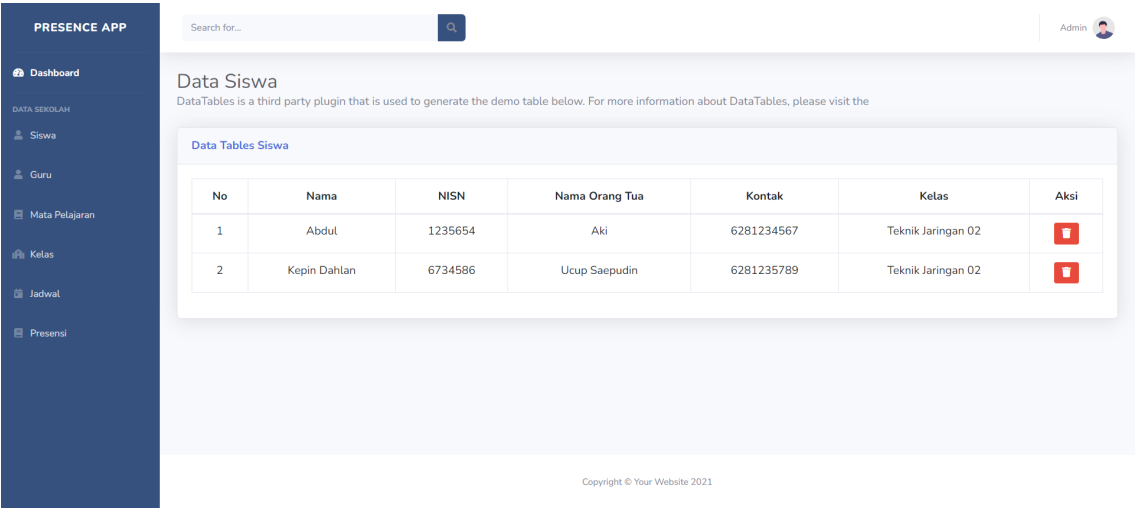 PRESENCE APP
Search for...
Admin
Dashboard
DATA SEKOLAH
Siswa
Guru
Mata Pelajaran
Kelas
Jadwal
Presensi
Data Siswa
DataTables is a third party plugin that is used to generate the demo table below. For more information about DataTables, please visit the
Data Tables Siswa
No Nama NISN Nama Orang Tua Kontak Kelas Aksi
1 Abdul 1235654 Aki 6281234567 Teknik Jaringan 02
2 Kepin Dahlan 6734586 Ucup Saepudin 6281235789 Teknik Jaringan 02
Copyright © Your Website 2021